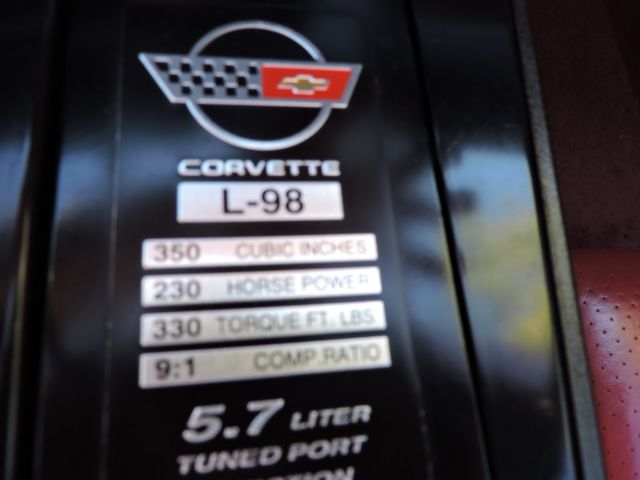 CORVETTE
L-98
350 CUBIC INCHES
230 HORSE POWER
330 TORQUE FT. LBS.
9:1 COMP.RATIO
5.7 LITER
TUNED PORT